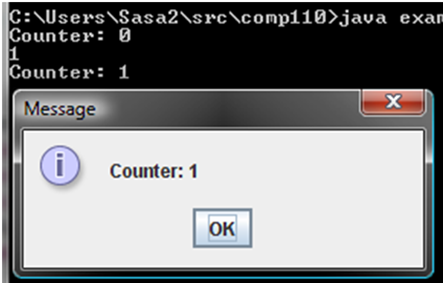 C:\Users\Sasa2\src\comp110>java exam
Counter: 0
1
Counter: 1
Message
X
i
Counter: 1
OK